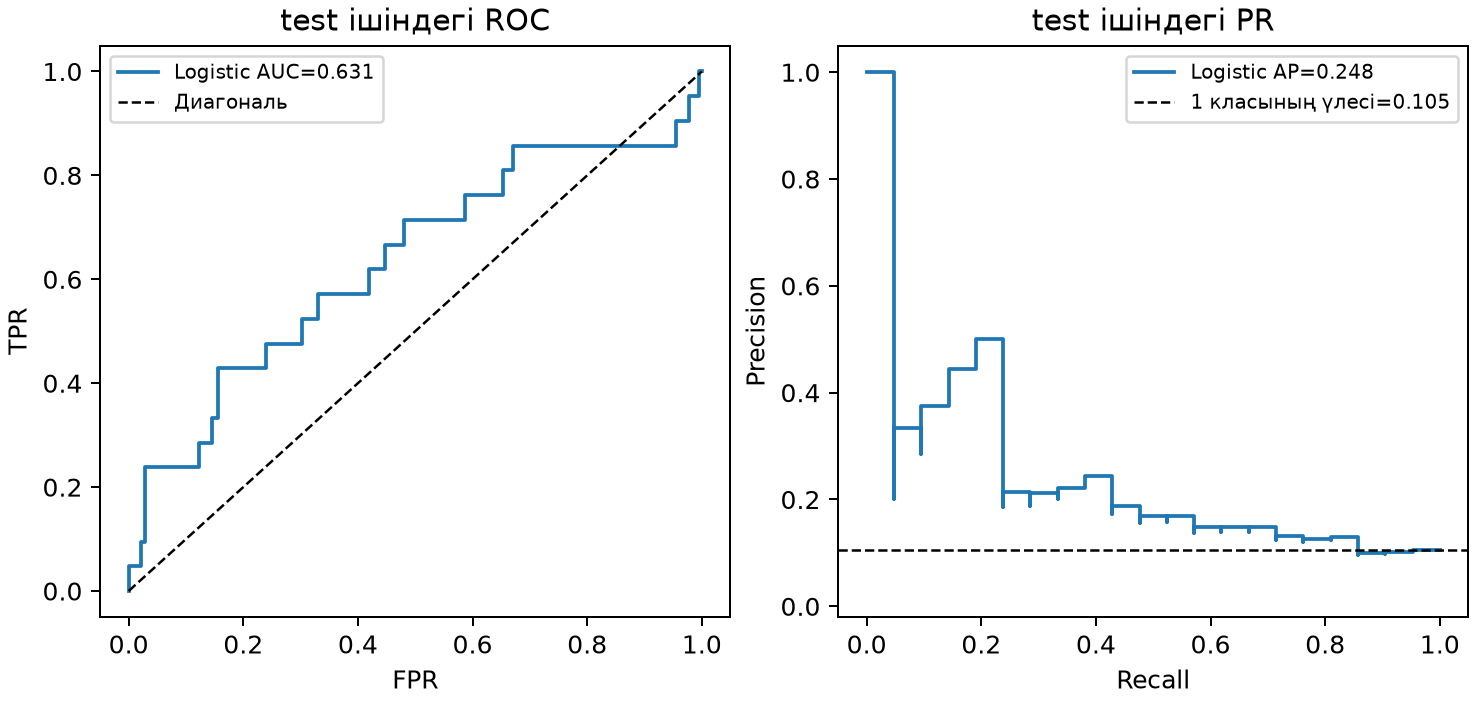 test ішіндегі ROC
Logistic AUC=0.631
Диагональ
1.0
0.8
0.6
0.4
0.2
0.0
TPR
0.0 0.2 0.4 0.6 0.8 1.0
FPR
test ішіндегі PR
Logistic AP=0.248
1 класының үлесі=0.105
1.0
0.8
0.6
0.4
0.2
0.0
Precision
0.0 0.2 0.4 0.6 0.8 1.0
Recall